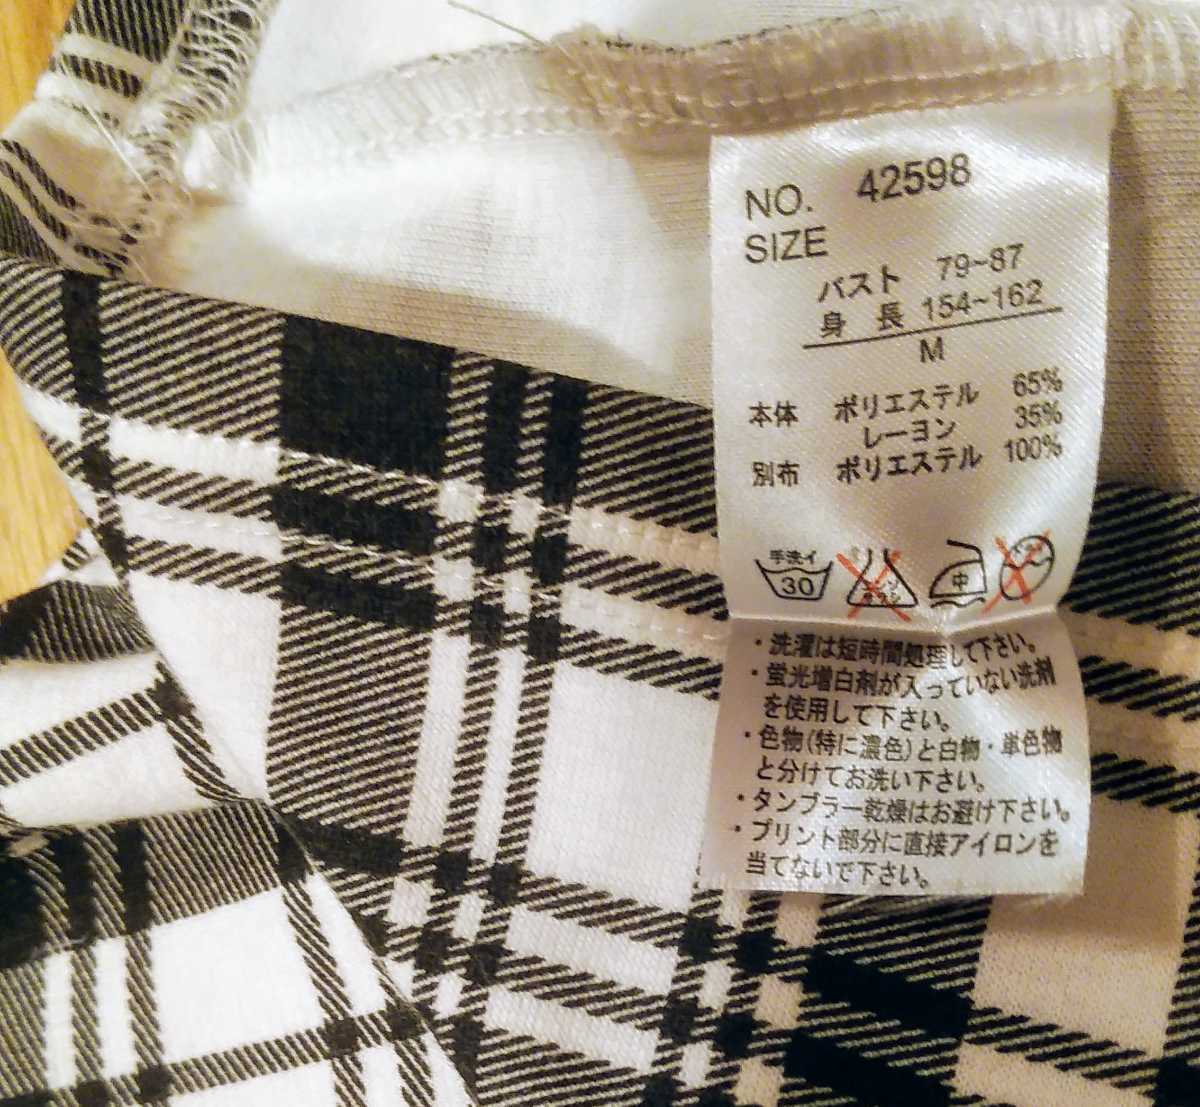 NO. 42598
SIZE
バスト 79~87
身 長 154~162
M
本体 ポリエステル 65%
レーヨン 35%
別布 ポリエステル 100%
手洗イ
30
中
・洗濯は短時間処理して下さい。
・蛍光増白剤が入っていない洗剤
を使用して下さい。
・色物(特に濃色)と白物・単色物
と分けてお洗い下さい。
・タンブラー乾燥はお避け下さい。
・プリント部分に直接アイロンを
当てないで下さい。